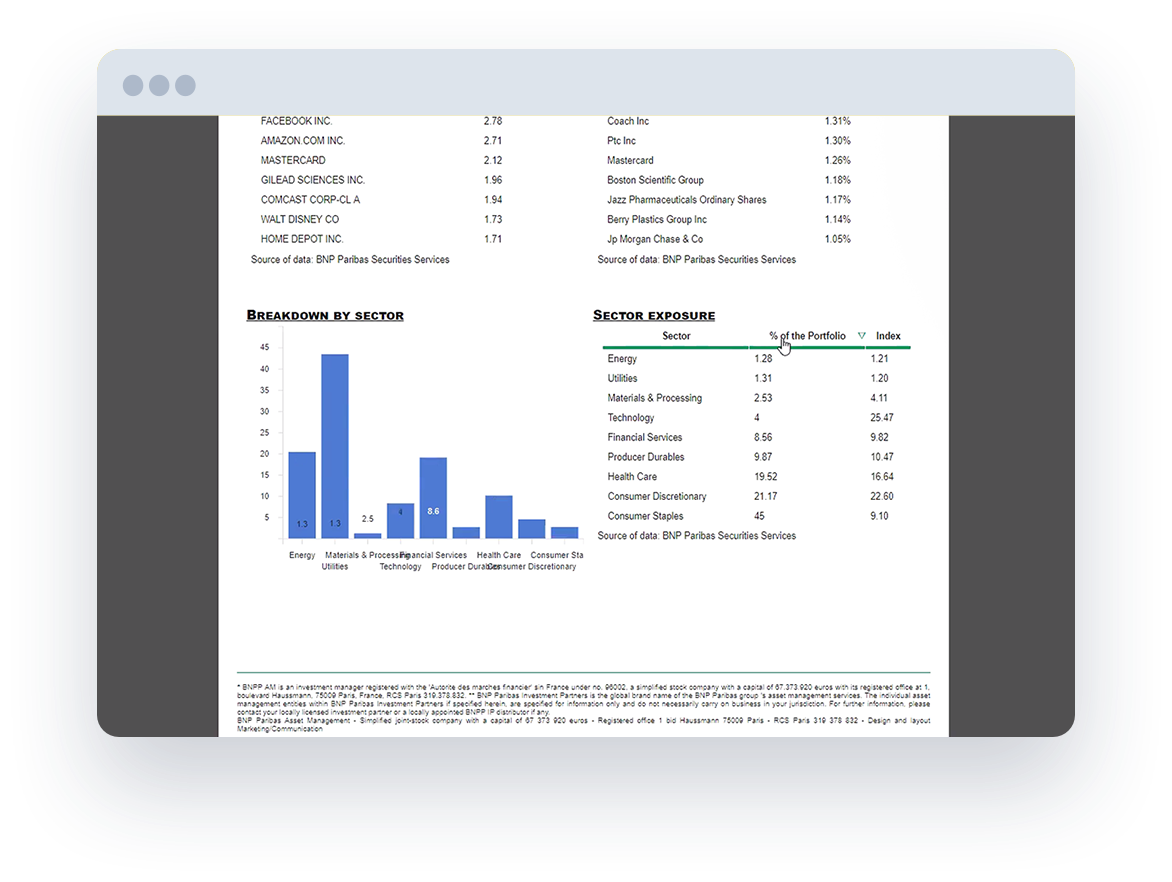 FACEBOOK INC. 2.78 Coach Inc 1.31%
AMAZON.COM INC. 2.71 Ptc Inc 1.30%
MASTERCARD 2.12 Mastercard 1.26%
GILEAD SCIENCES INC. 1.96 Boston Scientific Group 1.18%
COMCAST CORP-CL A 1.94 Jazz Pharmaceuticals Ordinary Shares 1.17%
WALT DISNEY CO 1.73 Berry Plastics Group Inc 1.14%
HOME DEPOT INC. 1.71 Jp Morgan Chase & Co 1.05%
Source of data: BNP Paribas Securities Services Source of data: BNP Paribas Securities Services
BREAKDOWN BY SECTOR
45
40
35
30
25
20
15
10
5
1.3 1.3 2.5 4 8.6
Energy Materials & Processing Financial Services Health Care Consumer Sta
Utilities Technology Producer Durables Consumer Discretionary
SECTOR EXPOSURE
Sector % of the Portfolio Index
Energy 1.28 1.21
Utilities 1.31 1.20
Materials & Processing 2.53 4.11
Technology 4 25.47
Financial Services 8.56 9.82
Producer Durables 9.87 10.47
Health Care 19.52 16.64
Consumer Discretionary 21.17 22.60
Consumer Staples 45 9.10
Source of data: BNP Paribas Securities Services
* BNPP AM is an investment manager registered with the 'Autorite des marches financier' sin France under no. 96002, a simplified stock company with a capital of 67.373.920 euros with its registered office at 1,
boulevard Haussmann, 75009 Paris, France, RCS Paris 319.378.832. ** BNP Paribas Investment Partners is the global brand name of the BNP Paribas group 's asset management services. The individual asset
management entities within BNP Paribas Investment Partners if specified herein, are specified for information only and do not necessarily carry on business in your jurisdiction. For further information, please
contact your locally licensed investment partner or a locally appointed BNPP IP distributor if any.
BNP Paribas Asset Management - Simplified joint-stock company with a capital of 67 373 920 euros - Registered office 1 bid Haussmann 75009 Paris - RCS Paris 319 378 832 - Design and layout
Marketing/Communication